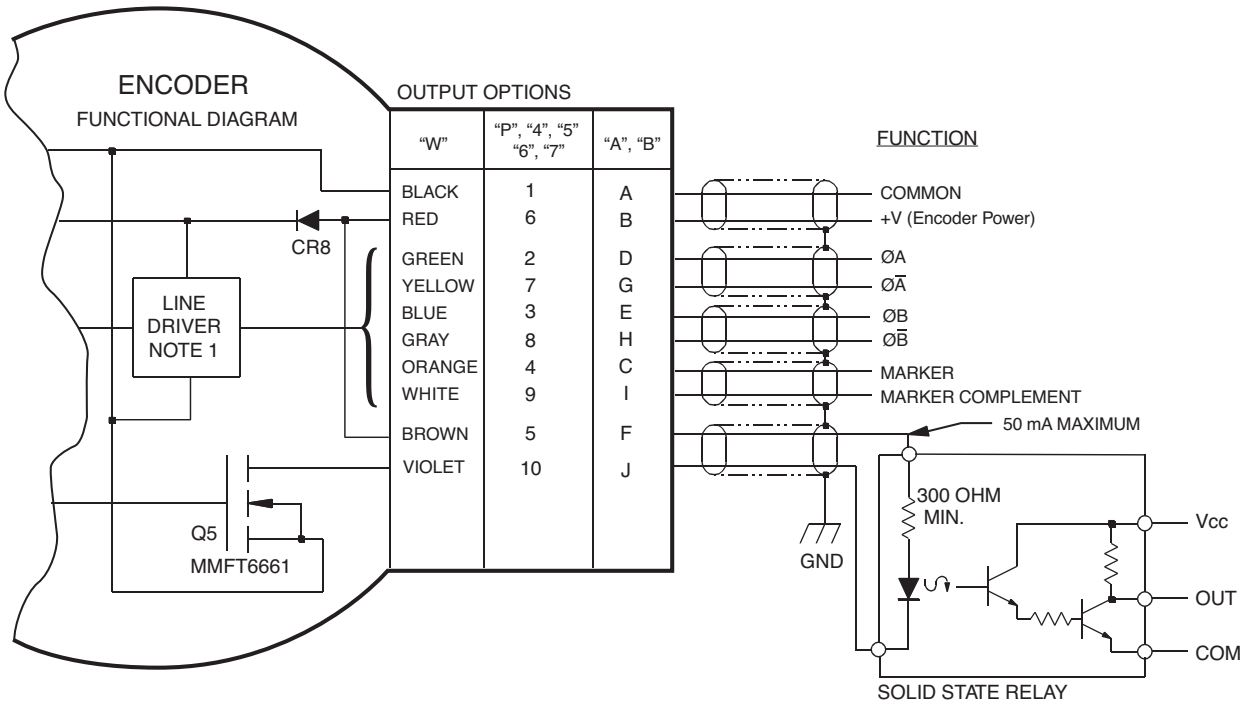 ENCODER
FUNCTIONAL DIAGRAM
OUTPUT OPTIONS
“W” “P”, “4”, “5” “A”, “B”
“6”, “7”
FUNCTION
BLACK 1 A COMMON
RED 6 B +V (Encoder Power)
CR8
GREEN 2 D ØA
YELLOW 7 G ØA̅
BLUE 3 E ØB
GRAY 8 H ØB̅
ORANGE 4 C MARKER
WHITE 9 I MARKER COMPLEMENT
LINE
DRIVER
NOTE 1
BROWN 5 F 50 mA MAXIMUM
VIOLET 10 J
Q5
MMFT6661
GND
300 OHM
MIN.
Vcc
OUT
COM
SOLID STATE RELAY